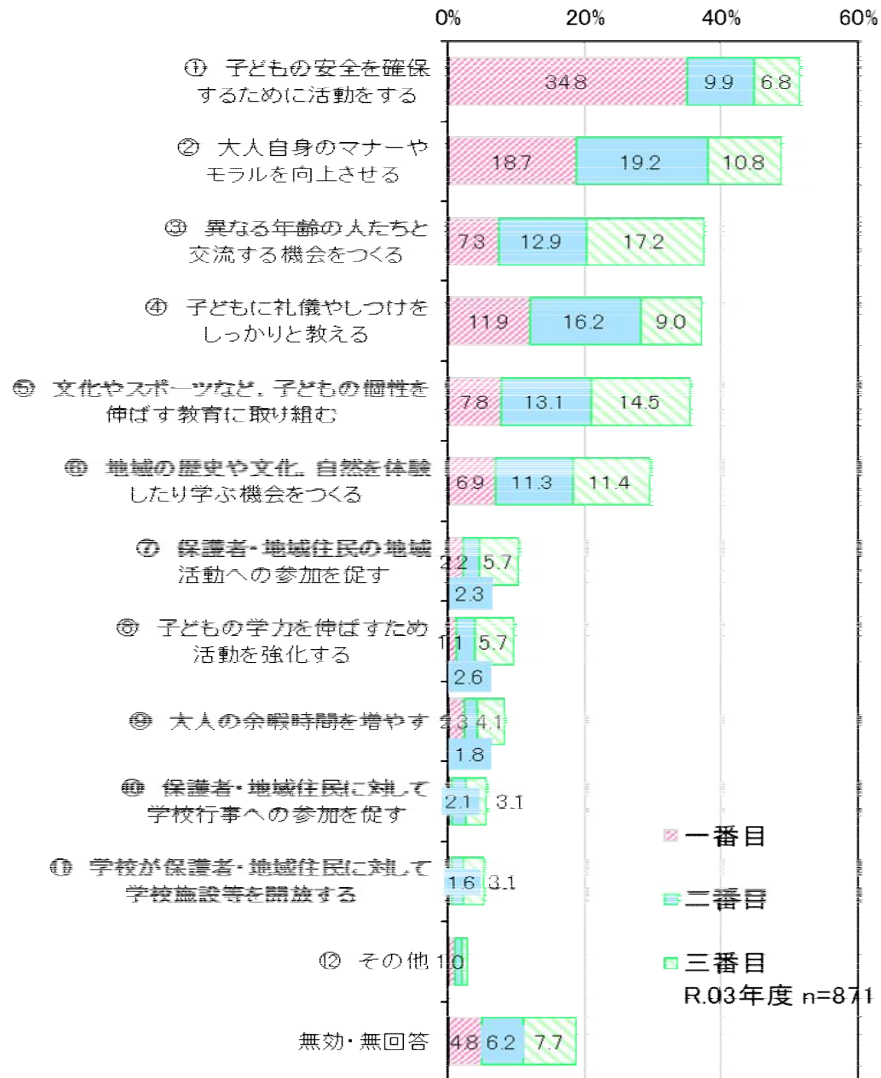 0% 20% 40% 60%
① 子どもの安全を確保
するために活動をする
34.8 9.9 6.8
② 大人自身のマナーや
モラルを向上させる
18.7 19.2 10.8
③ 異なる年齢の人たちと
交流する機会をつくる
7.3 12.9 17.2
④ 子どもに礼儀やしつけを
しっかりと教える
11.9 16.2 9.0
⑤ 文化やスポーツなど、子どもの個性を
伸ばす教育に取り組む
7.8 13.1 14.5
⑥ 地域の歴史や文化、自然を体験
したり学ぶ機会をつくる
6.9 11.3 11.4
⑦ 保護者・地域住民の地域
活動への参加を促す
2.2 5.7
2.3
⑧ 子どもの学力を伸ばすため
活動を強化する
1.1 5.7
2.6
⑨ 大人の余暇時間を増やす
2.3 4.1
1.8
⑩ 保護者・地域住民に対して
学校行事への参加を促す
2.1 3.1
⑪ 学校が保護者・地域住民に対して
学校施設等を開放する
1.6 3.1
⑫ その他
1.0
無効・無回答
4.8 6.2 7.7
一番目
二番目
三番目
R.03年度 n=871